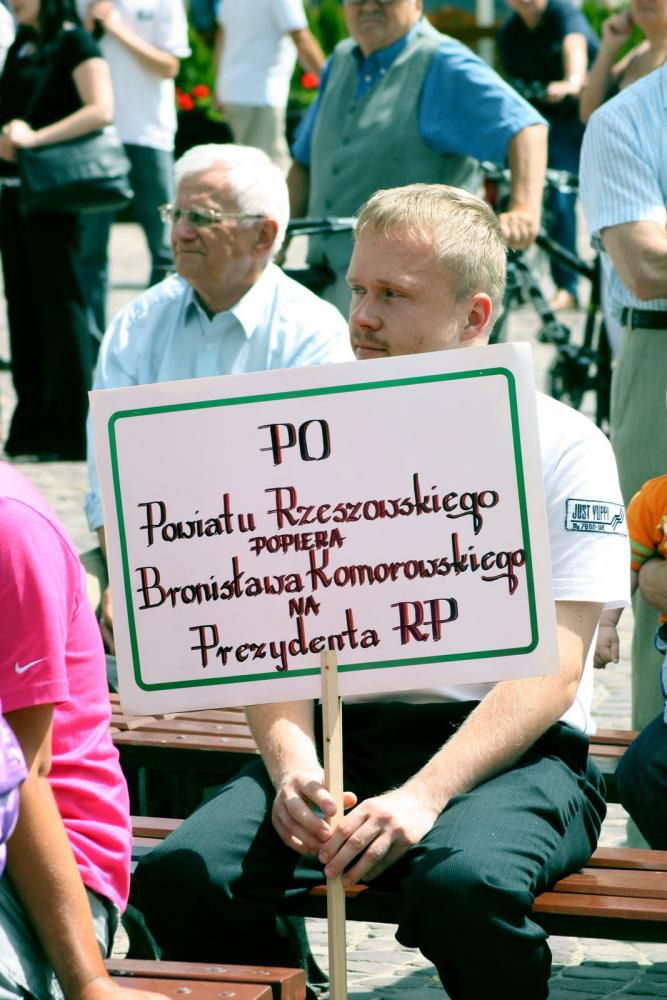 PO
Powiatu Rzeszowskiego
POPIERA
Bronisława Komorowskiego
NA
Prezydenta RP
JUST YUPPI